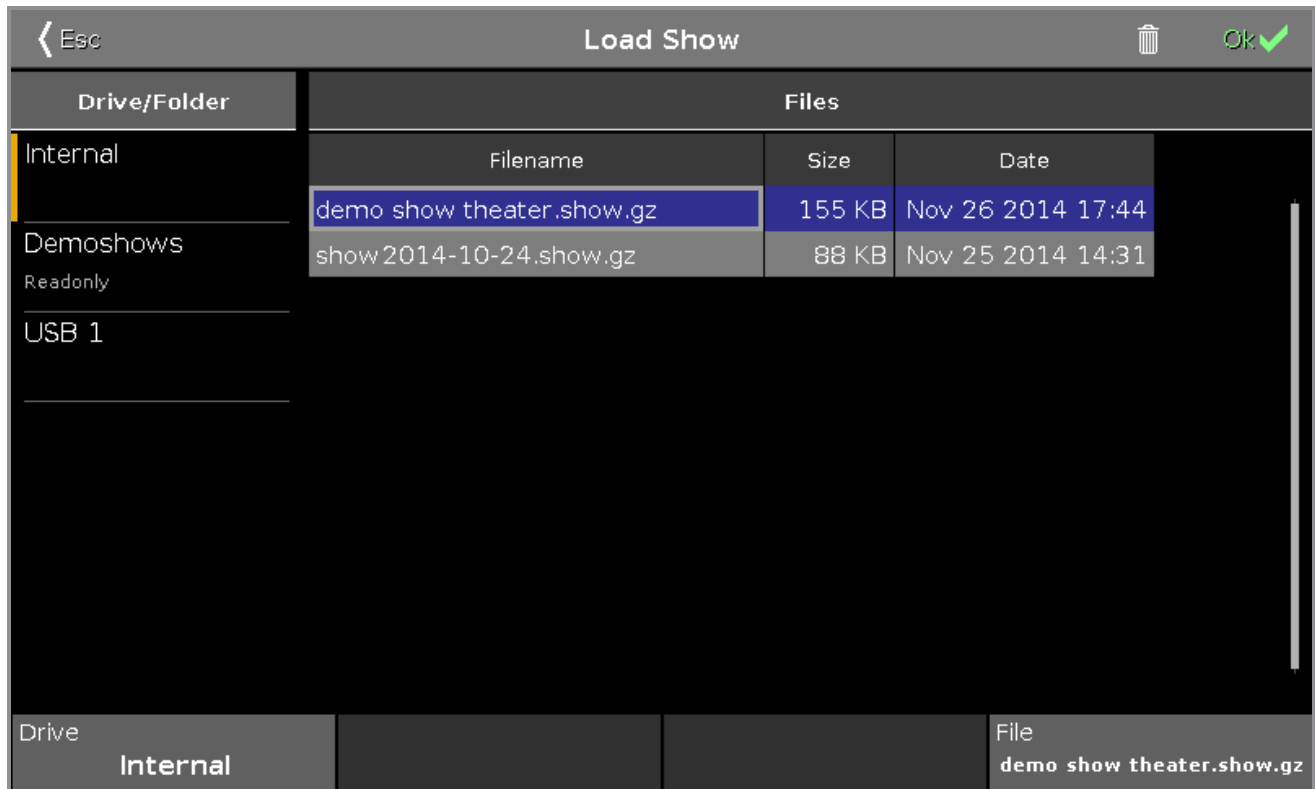 Esc Load Show Ok
Drive/Folder Files
Internal
Demoshows
Readonly
USB 1
Filename Size Date
demo show theater.show.gz 155 KB Nov 26 2014 17:44
show 2014-10-24.show.gz 88 KB Nov 25 2014 14:31
Drive
Internal
File
demo show theater.show.gz